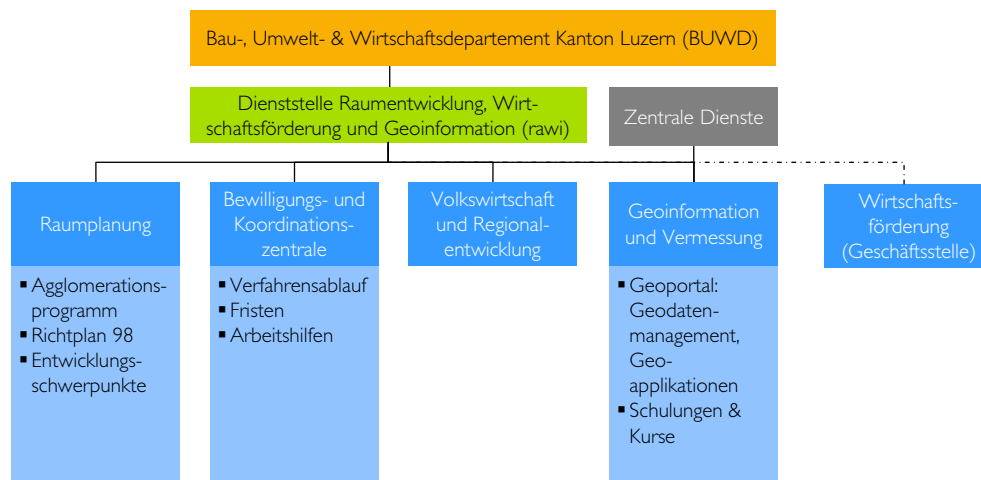 Bau-, Umwelt- & Wirtschaftsdepartement Kanton Luzern (BUWD)
Dienststelle Raumentwicklung, Wirt-
schaftsförderung und Geoinformation (rawi)
Zentrale Dienste
Raumplanung
▪ Agglomerations-
programm
▪ Richtplan 98
▪ Entwicklungs-
schwerpunkte
Bewilligungs- und
Koordinations-
zentrale
▪ Verfahrensablauf
▪ Fristen
▪ Arbeitshilfen
Volkswirtschaft
und Regional-
entwicklung
Geoinformation
und Vermessung
▪ Geoportal:
Geodaten-
management,
Geo-
applikationen
▪ Schulungen &
Kurse
Wirtschafts-
förderung
(Geschäftsstelle)